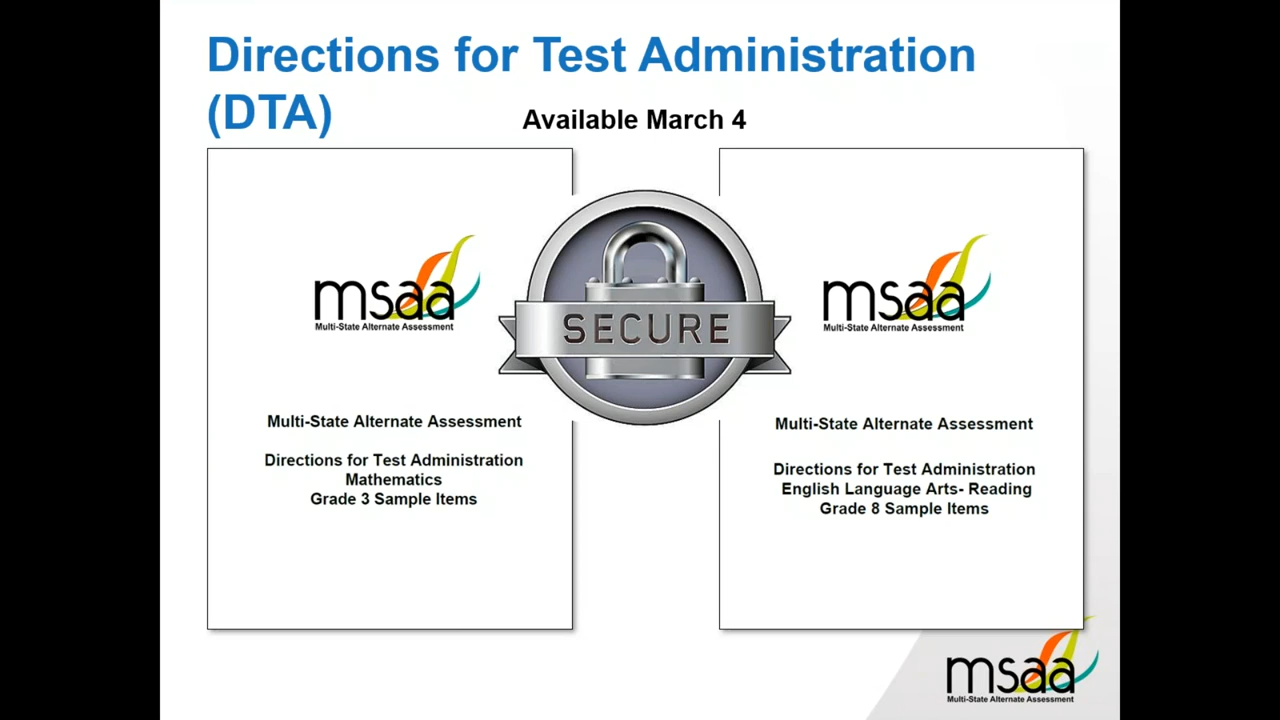 Directions for Test Administration
(DTA)
Available March 4
msaa
Multi-State Alternate Assessment
Multi-State Alternate Assessment
Directions for Test Administration
Mathematics
Grade 3 Sample Items
SECURE
msaa
Multi-State Alternate Assessment
Multi-State Alternate Assessment
Directions for Test Administration
English Language Arts- Reading
Grade 8 Sample Items
msaa
Multi-State Alternate Assessment